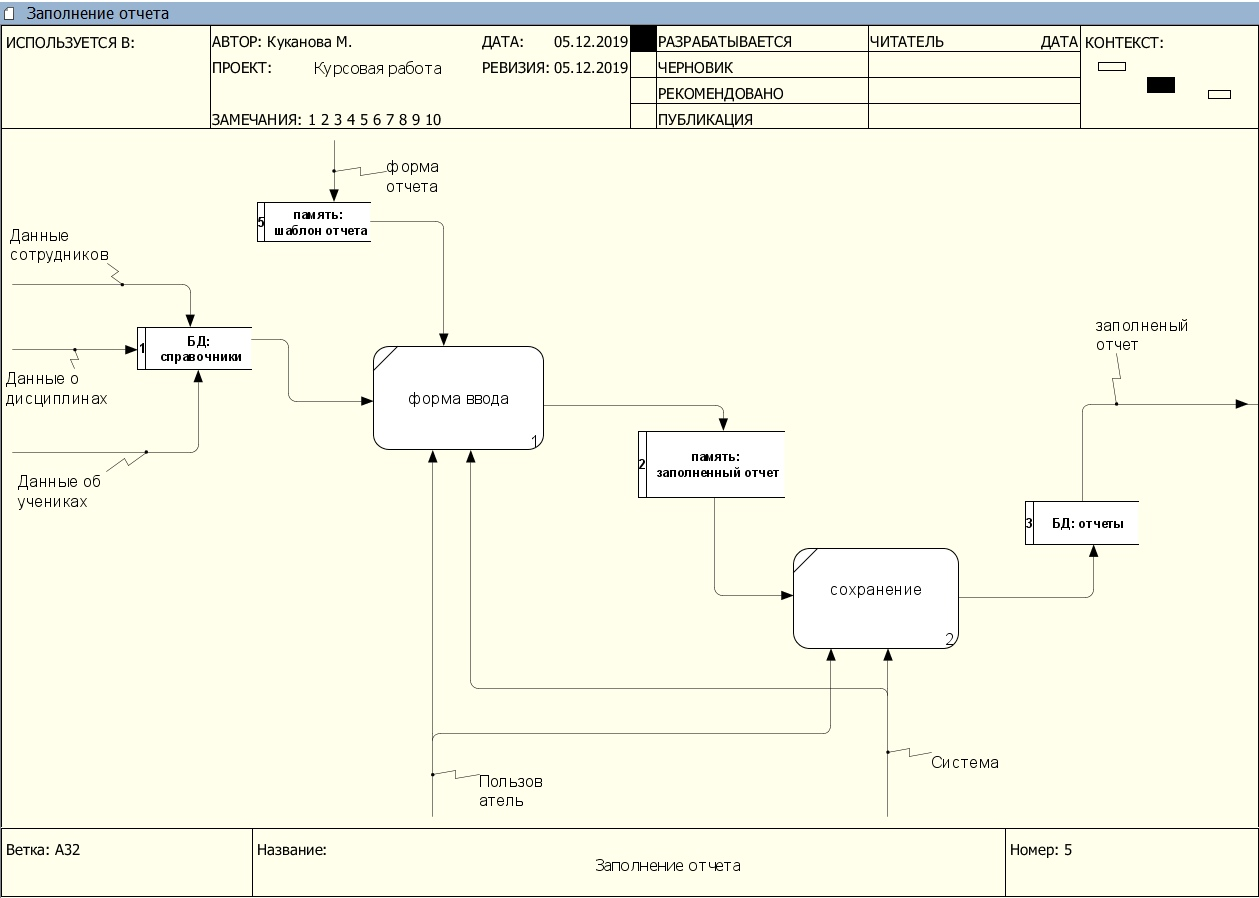 Заполнение отчета
ИСПОЛЬЗУЕТСЯ В:
АВТОР: Куканова М.
ДАТА: 05.12.2019
ПРОЕКТ: Курсовая работа
РЕВИЗИЯ: 05.12.2019
ЗАМЕЧАНИЯ: 1 2 3 4 5 6 7 8 9 10
РАЗРАБАТЫВАЕТСЯ
ЧЕРНОВИК
РЕКОМЕНДОВАНО
ПУБЛИКАЦИЯ
ЧИТАТЕЛЬ ДАТА
КОНТЕКСТ:
форма
отчета
5
память:
шаблон отчета
Данные
сотрудников
1
БД:
справочники
Данные о
дисциплинах
Данные об
учениках
форма ввода
1
2
память:
заполненный отчет
заполненый
отчет
3
БД: отчеты
сохранение
2
Система
Пользов
атель
Ветка: A32
Название:
Заполнение отчета
Номер: 5